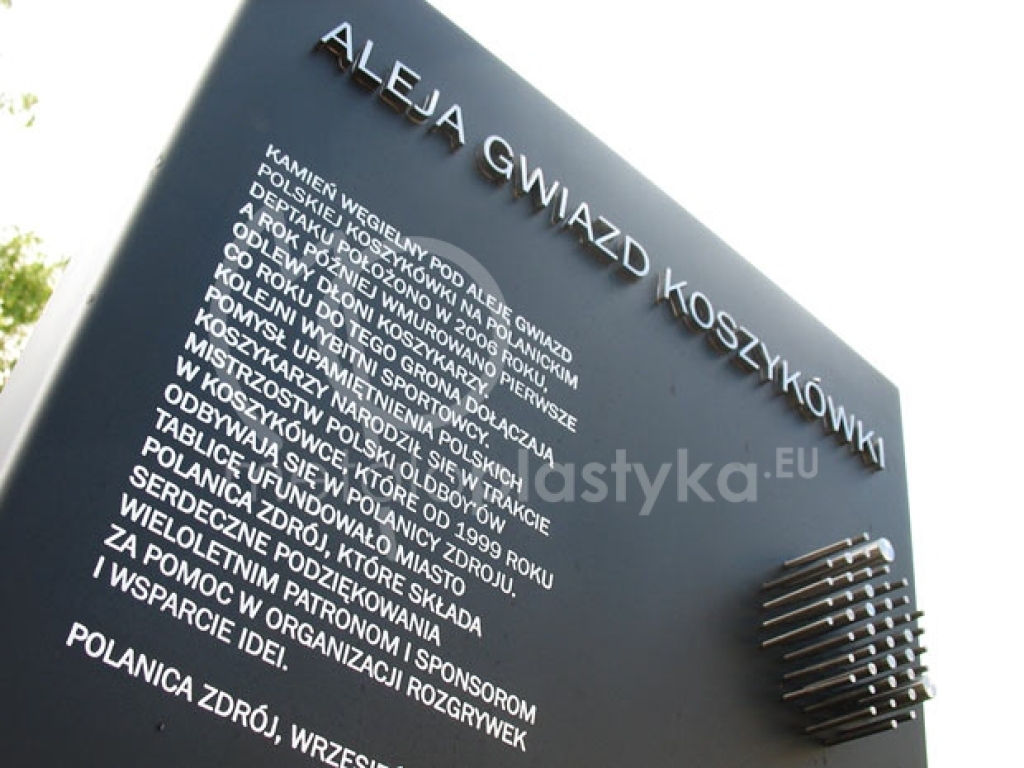 ALEJA GWIAZD KOSZYKÓWKI
KAMIEŃ WĘGIELNY POD ALEJĘ GWIAZD
POLSKIEJ KOSZYKÓWKI NA POLANICKIM
DEPTAKU POŁOŻONO W 2006 ROKU,
A ROK PÓŹNIEJ WMUROWANO PIERWSZE
ODLEWY DŁONI KOSZYKARZY.
CO ROKU DO TEGO GRONA DOŁĄCZAJĄ
KOLEJNI WYBITNI SPORTOWCY.
POMYSŁ UPAMIĘTNIENIA POLSKICH
KOSZYKARZY NARODZIŁ SIĘ W TRAKCIE
MISTRZOSTW POLSKI OLDBOY'ÓW
W KOSZYKÓWCE, KTÓRE OD 1999 ROKU
ODBYWAJĄ SIĘ W POLANICY ZDROJU.
TABLICĘ UFUNDOWAŁO MIASTO
POLANICA ZDRÓJ, KTÓRE SKŁADA
SERDECZNE PODZIĘKOWANIA
WIELOLETNIM PATRONOM I SPONSOROM
ZA POMOC W ORGANIZACJI ROZGRYWEK
I WSPARCIE IDEI.
POLANICA ZDRÓJ,
.EU